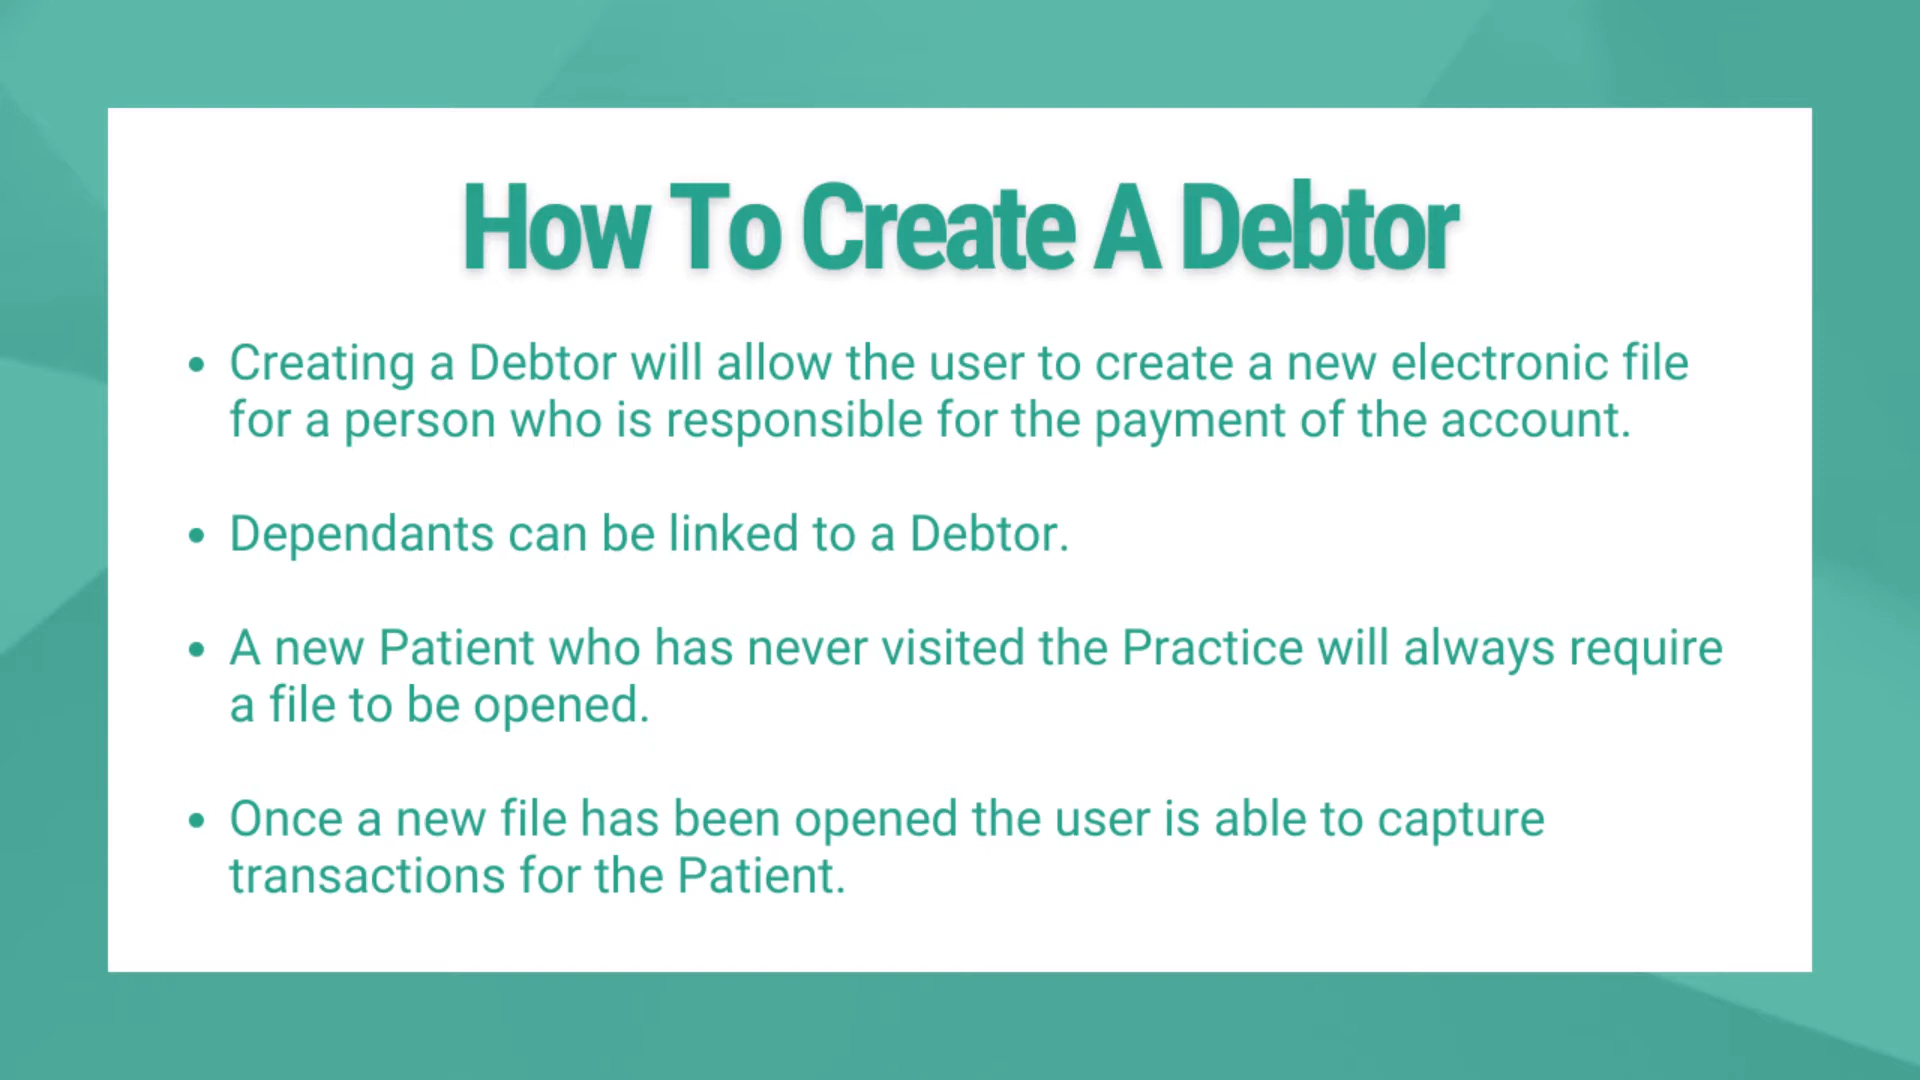 How To Create A Debtor
• Creating a Debtor will allow the user to create a new electronic file
for a person who is responsible for the payment of the account.
• Dependants can be linked to a Debtor.
• A new Patient who has never visited the Practice will always require
a file to be opened.
• Once a new file has been opened the user is able to capture
transactions for the Patient.